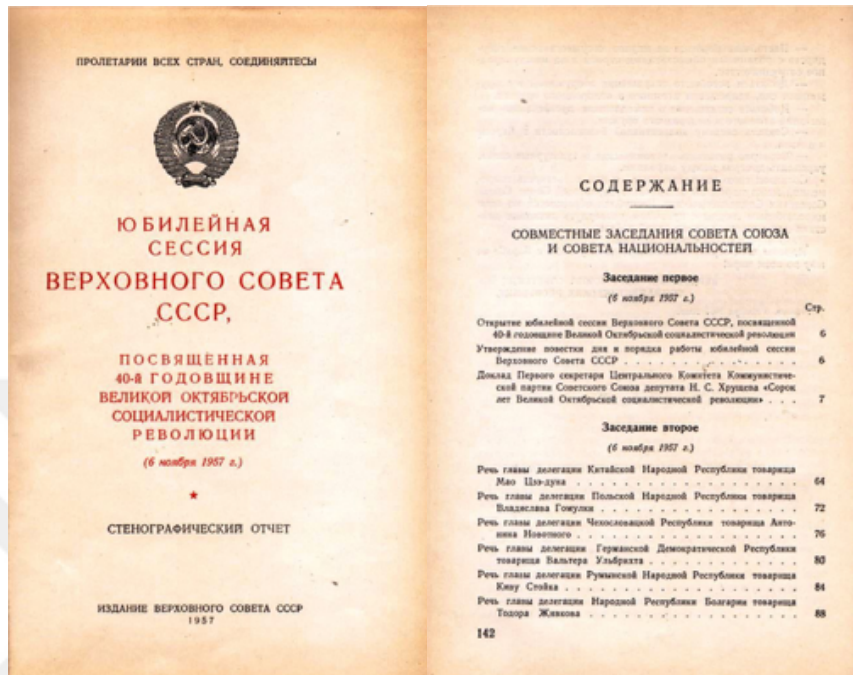 ПРОЛЕТАРИИ ВСЕХ СТРАН, СОЕДИНЯЙТЕСЬ
ЮБИЛЕЙНАЯ
СЕССИЯ
ВЕРХОВНОГО СОВЕТА
СССР,
ПОСВЯЩЕННАЯ
40-й ГОДОВЩИНЕ
ВЕЛИКОЙ ОКТЯБРЬСКОЙ
СОЦИАЛИСТИЧЕСКОЙ
РЕВОЛЮЦИИ
(6 ноября 1957 г.)
СТЕНОГРАФИЧЕСКИЙ ОТЧЕТ
ИЗДАНИЕ ВЕРХОВНОГО СОВЕТА СССР
1957
СОДЕРЖАНИЕ
СОВМЕСТНЫЕ ЗАСЕДАНИЯ СОВЕТА СОЮЗА
И СОВЕТА НАЦИОНАЛЬНОСТЕЙ
Заседание первое
(6 ноября 1957 г.)
Стр.
Открытие юбилейной сессии Верховного Совета СССР, посвященной
40-й годовщине Великой Октябрьской социалистической революции 6
Утверждение повестки дня и порядка работы юбилейной сессии
Верховного Совета СССР . . . . . . . . . . . . . . 6
Доклад Первого секретаря Центрального Комитета Коммунистиче-
ской партии Советского Союза депутата Н. С. Хрущева «Сорок
лет Великой Октябрьской социалистической революции» . . . 7
Заседание второе
(6 ноября 1957 г.)
Речь главы делегации Китайской Народной Республики товарища
Мао Цзэ-дуна . . . . . . . . . . . . . . . . . . 64
Речь главы делегации Польской Народной Республики товарища
Владислава Гомулки . . . . . . . . . . . . . . . . 72
Речь главы делегации Чехословацкой Республики товарища Анто-
нина Новотного . . . . . . . . . . . . . . . . . . 76
Речь главы делегации Германской Демократической Республики
товарища Вальтера Ульбрихта . . . . . . . . . . . . 80
Речь главы делегации Румынской Народной Республики товарища
Киву Стойка . . . . . . . . . . . . . . . . . . . 84
Речь главы делегации Народной Республики Болгарии товарища
Тодора Живкова . . . . . . . . . . . . . . . . . . 88
142